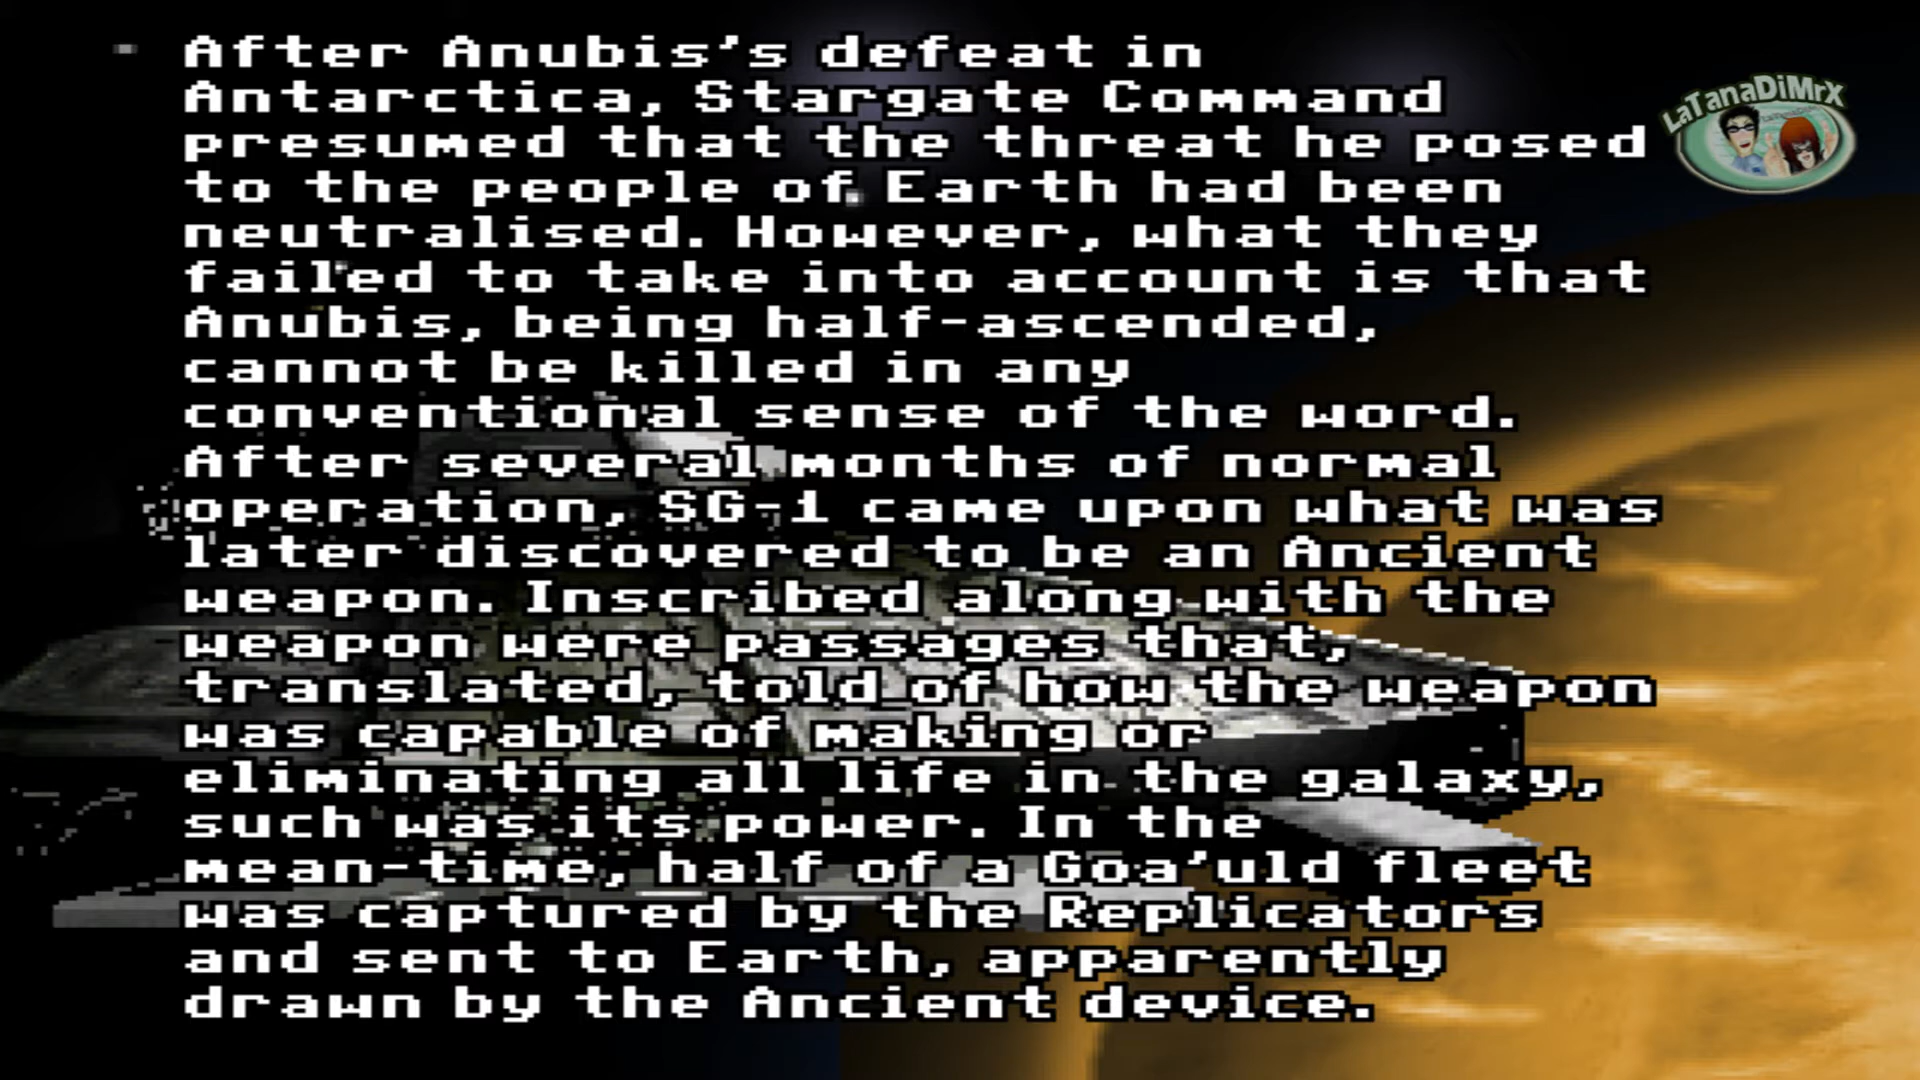 After Anubis's defeat in
Antarctica, Stargate Command
presumed that the threat he posed
to the people of Earth had been
neutralised. However, what they
failed to take into account is that
Anubis, being half-ascended,
cannot be killed in any
conventional sense of the word.
After several months of normal
operation, SG-1 came upon what was
later discovered to be an Ancient
weapon. Inscribed along with the
weapon were passages that,
translated, told of how the weapon
was capable of making or
eliminating all life in the galaxy,
such was its power. In the
mean-time, half of a Goa'uld fleet
was captured by the Replicators
and sent to Earth, apparently
drawn by the Ancient device.
LaTanaDiMrX